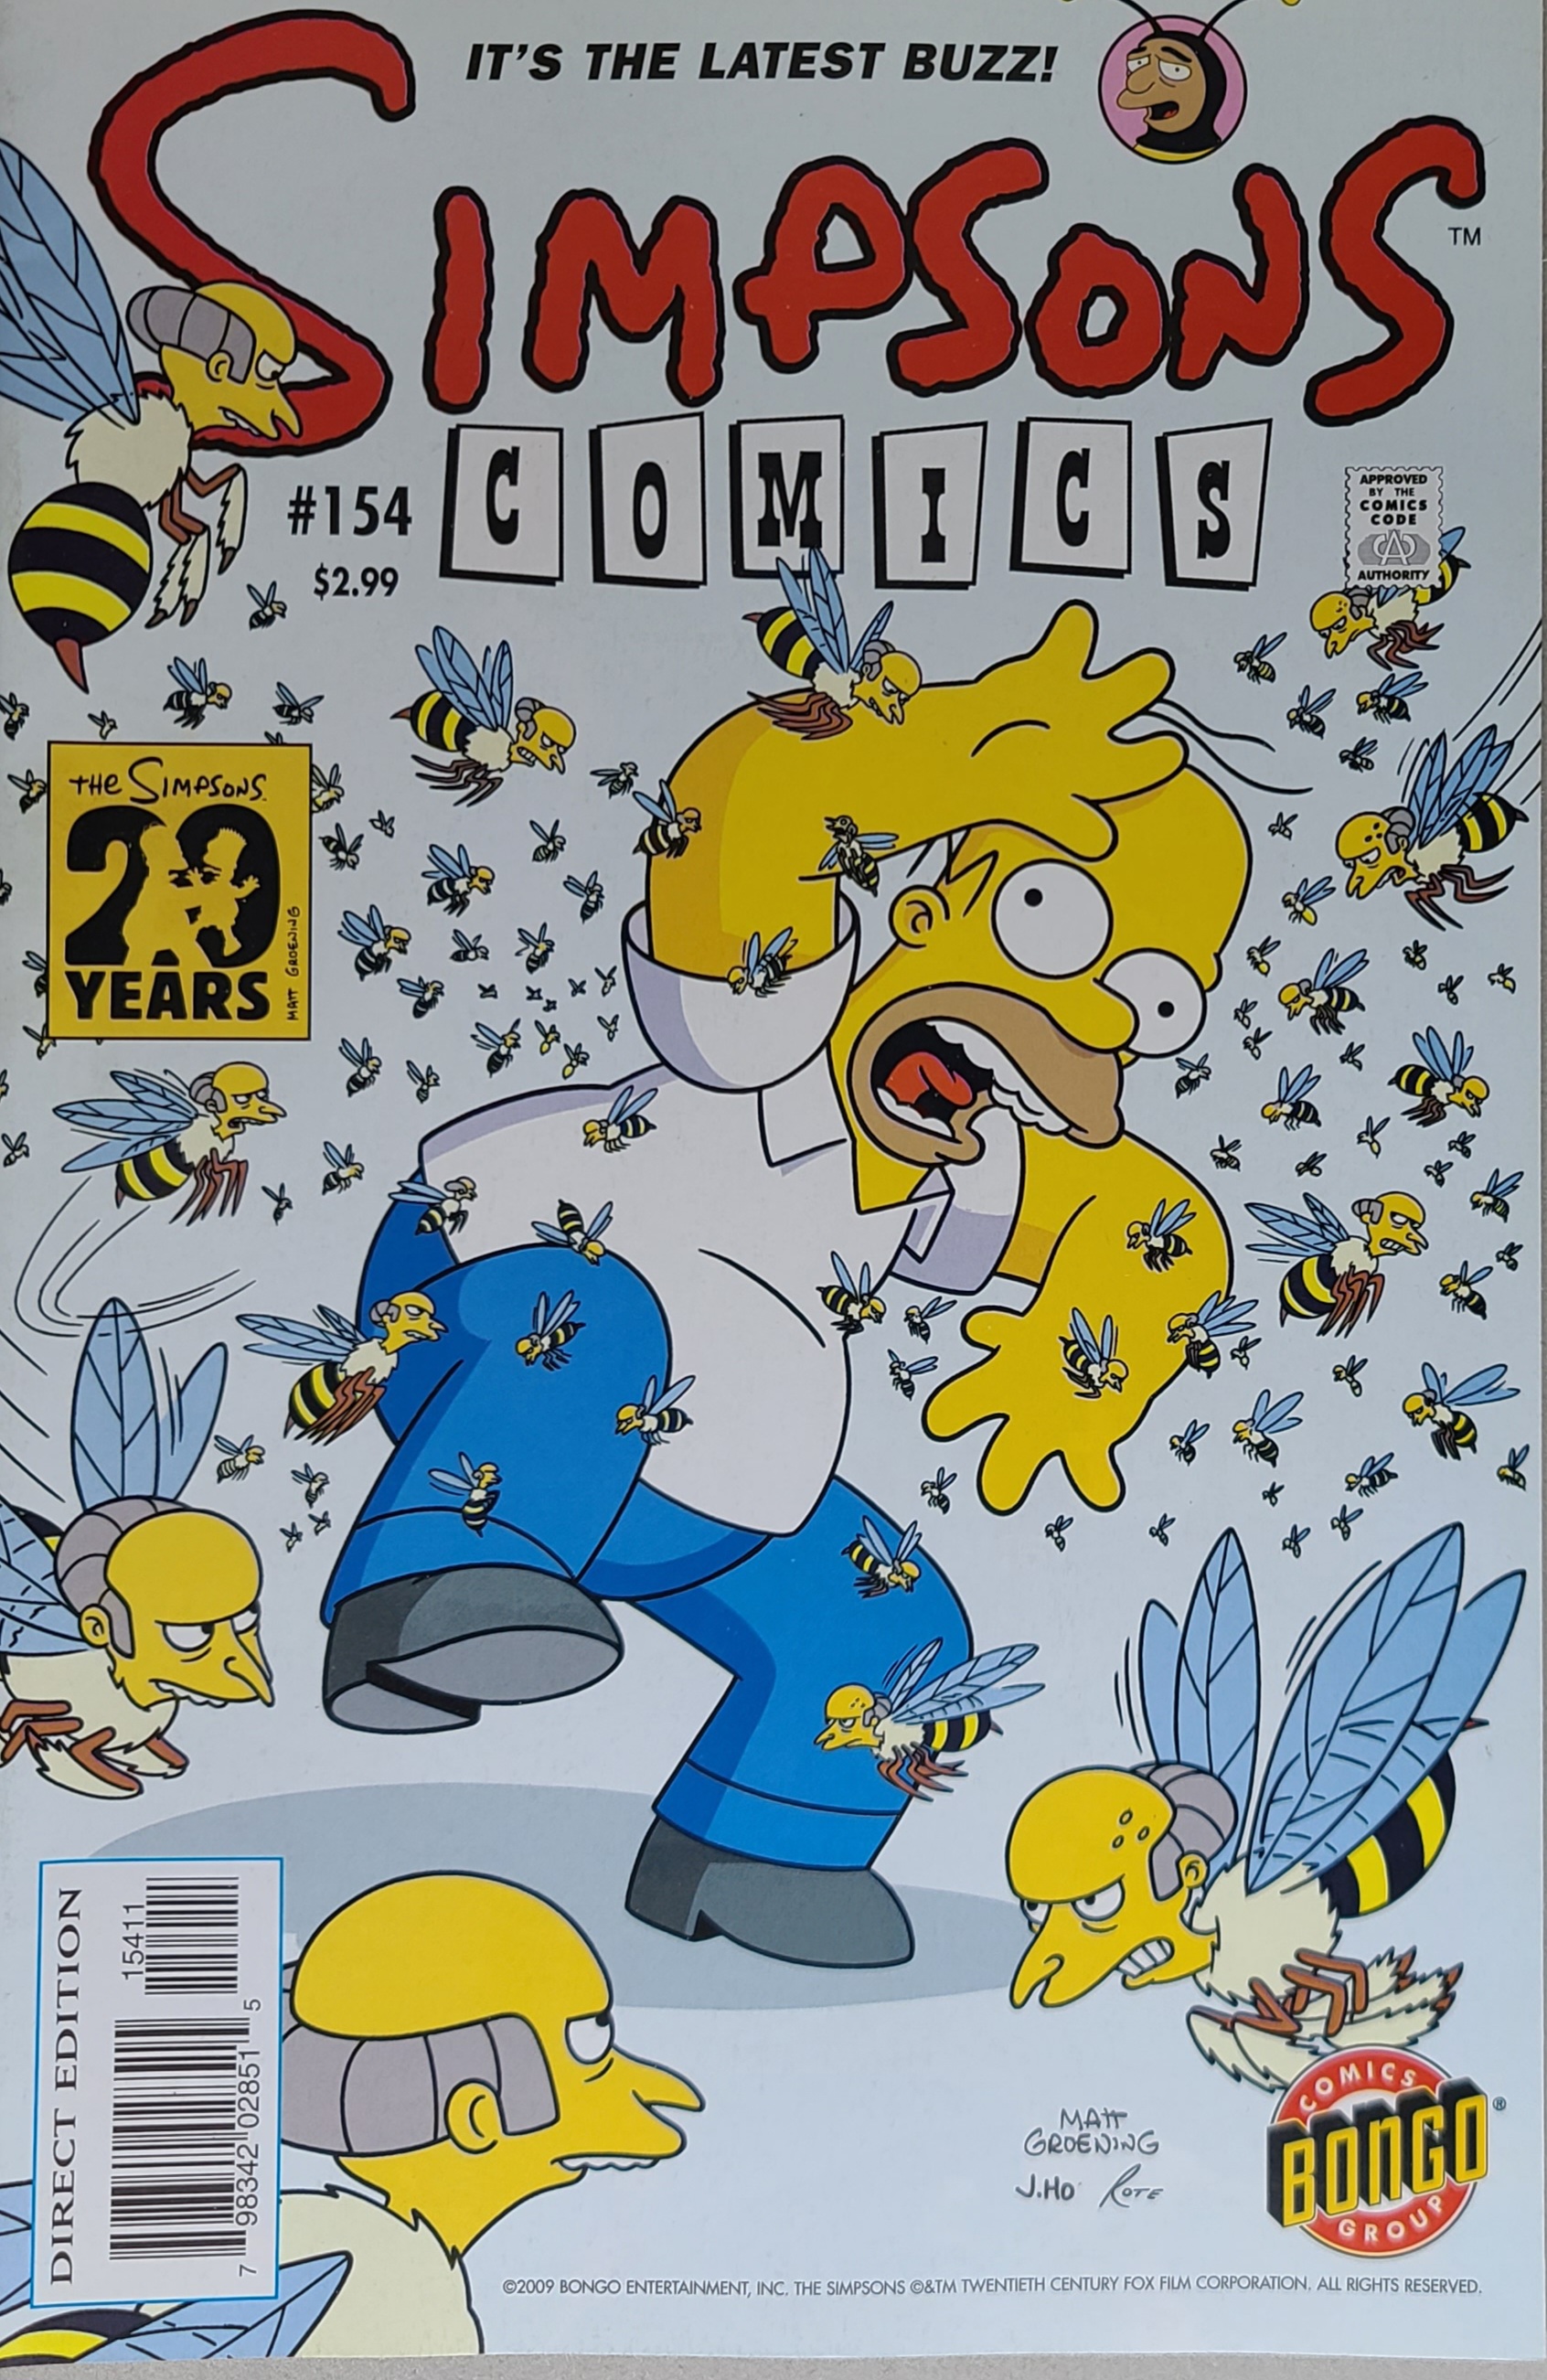 IT'S THE LATEST BUZZ!
SIMPSONS™
COMICS
#154
$2.99
APPROVED
BY THE
COMICS
CODE
CA
AUTHORITY
THE SIMPSONS
20
YEARS
MATT GROENING
DIRECT EDITION
15411
7 98342 02851 5
MATT
GROENING
J.HO ROTE
COMICS
BONGO®
GROUP
©2009 BONGO ENTERTAINMENT, INC. THE SIMPSONS ©&TM TWENTIETH CENTURY FOX FILM CORPORATION. ALL RIGHTS RESERVED.